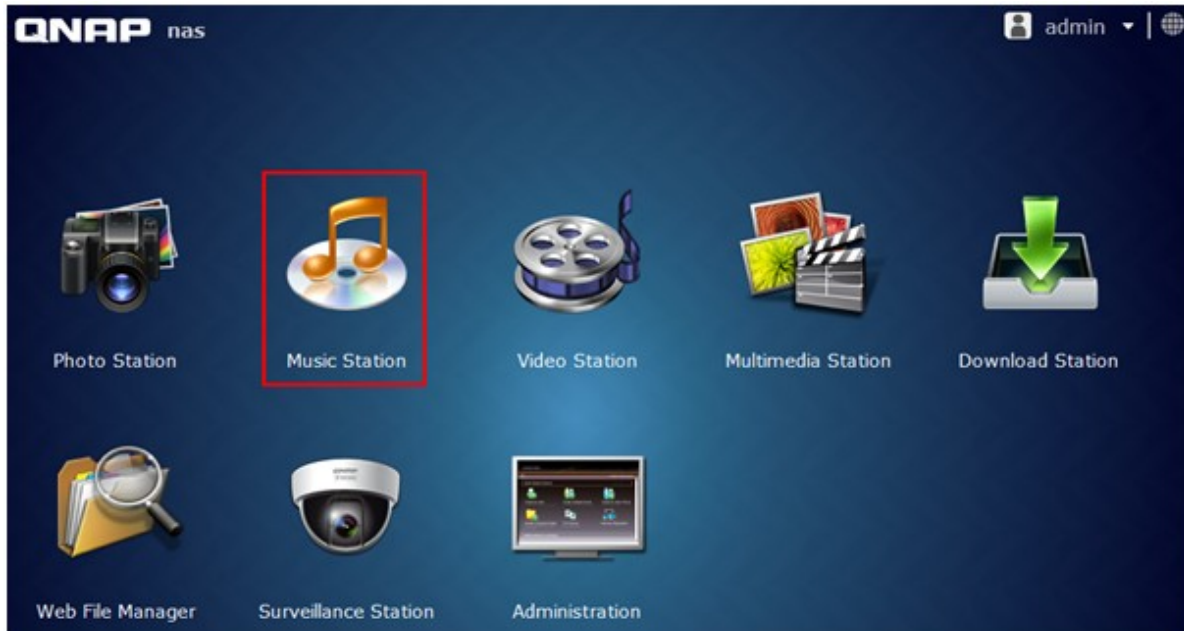 QNAP nas
admin
Photo Station
Music Station
Video Station
Multimedia Station
Download Station
Web File Manager
Surveillance Station
Administration